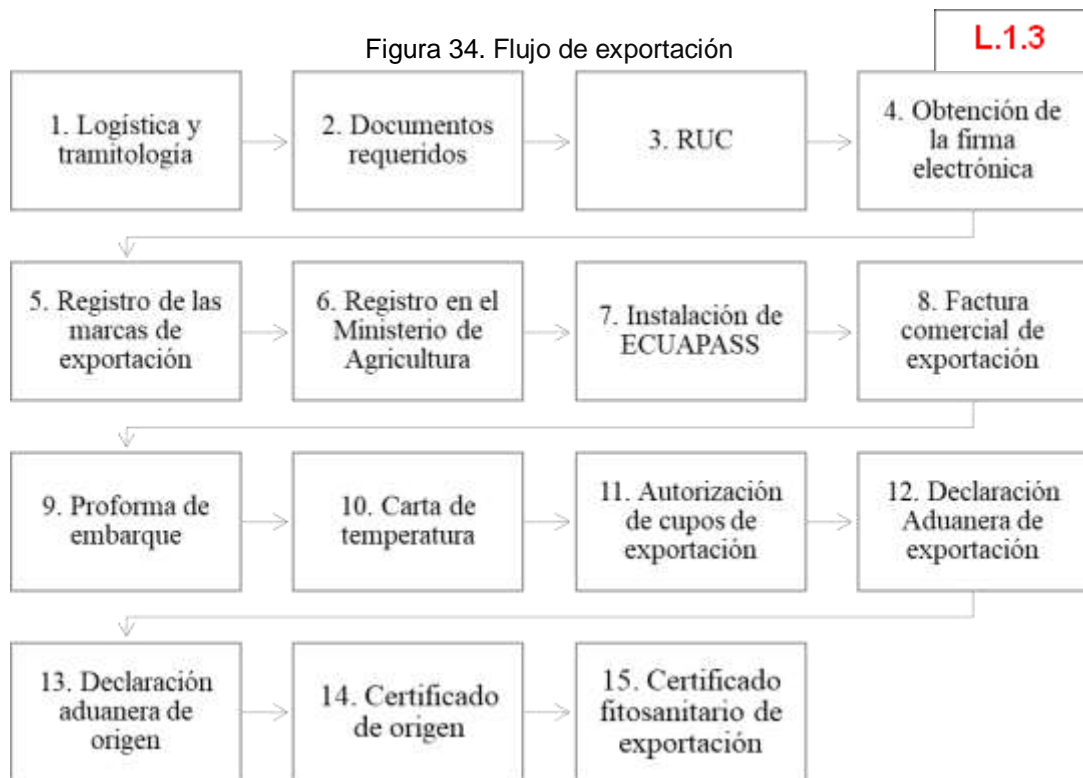 L.1.3
Figura 34. Flujo de exportación
1. Logística y
tramitología
2. Documentos
requeridos
3. RUC
4. Obtención de
la firma
electrónica
5. Registro de las
marcas de
exportación
6. Registro en el
Ministerio de
Agricultura
7. Instalación de
ECUAPASS
8. Factura
comercial de
exportación
9. Proforma de
embarque
10. Carta de
temperatura
11. Autorización
de cupos de
exportación
12. Declaración
Aduanera de
exportación
13. Declaración
aduanera de
origen
14. Certificado
de origen
15. Certificado
fitosanitario de
exportación